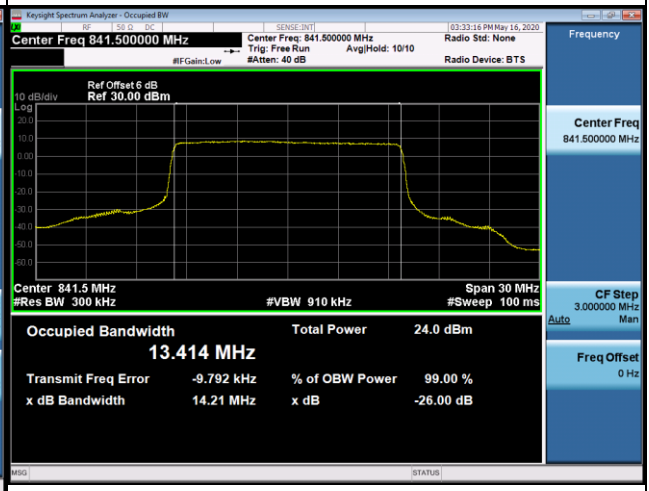 Keysight Spectrum Analyzer - Occupied BW
LXI RF 50 Ω DC SENSE:INT 03:33:16 PM May 16, 2020
Center Freq 841.500000 MHz
Center Freq: 841.500000 MHz Radio Std: None
Trig: Free Run Avg|Hold: 10/10
#IFGain:Low #Atten: 40 dB Radio Device: BTS
Frequency
Ref Offset 6 dB
10 dB/div Ref 30.00 dBm
Log
20.0
10.0
0.00
-10.0
-20.0
-30.0
-40.0
-50.0
-60.0
Center 841.5 MHz Span 30 MHz
#Res BW 300 kHz #VBW 910 kHz #Sweep 100 ms
Center Freq
841.500000 MHz
CF Step
3.000000 MHz
Auto Man
Freq Offset
0 Hz
Occupied Bandwidth Total Power 24.0 dBm
13.414 MHz
Transmit Freq Error -9.792 kHz % of OBW Power 99.00 %
x dB Bandwidth 14.21 MHz x dB -26.00 dB
MSG STATUS